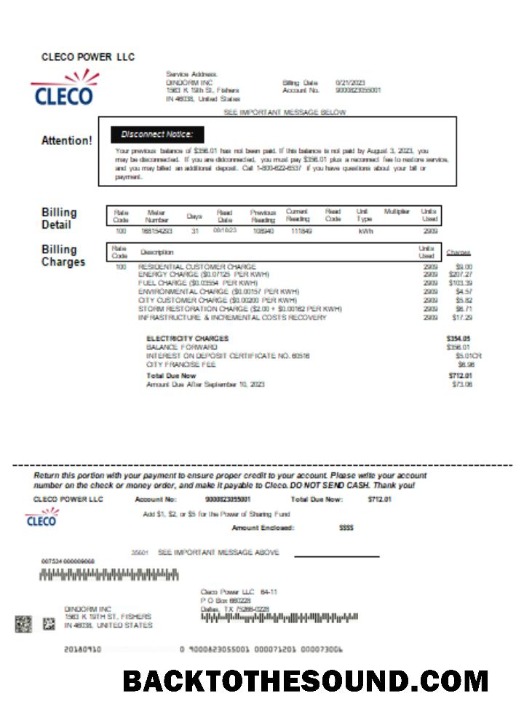 CLECO POWER LLC
CLECO
Service Address
DINDORM INC
1563 K 19th St., Fishers
IN 46038, United States
Billing Date 8/21/2023
Account No. 9000823055001
SEE IMPORTANT MESSAGE BELOW
Attention!
Disconnect Notice:
Your previous balance of $356.01 has not been paid. If this balance is not paid by August 3, 2023, you
may be disconnected. If you are didconnected, you must pay $356.01 plus a reconnect fee to restore service,
and you may billed an additional deposit. Call 1-800-622-6537 if you have questions about your bill or
payment.
Billing Detail
Rate Code Meter Number Days Read Date Previous Reading Current Reading Read Code Unit Type Multiplier Units Used
100 168154293 31 108940 111849 kWh 2909
Billing Charges
Rate Code Description Units Used Charges
100 RESIDENTIAL CUSTOMER CHARGE 2909 $9.00
ENERGY CHARGE ($0.07125 PER KWH) 2909 $207.27
FUEL CHARGE ($0.03554 PER KWH) 2909 $103.39
ENVIRONMENTAL CHARGE ($0.00157 PER KWH) 2909 $4.57
CITY CUSTOMER CHARGE ($0.00200 PER KWH) 2909 $5.82
STORM RESTORATION CHARGE ($2.00 + $0.00162 PER KWH) 2909 $6.71
INFRASTRUCTURE & INCREMENTAL COSTS RECOVERY 2909 $17.29
ELECTRICITY CHARGES $354.05
BALANCE FORWARD $356.01
INTEREST ON DEPOSIT CERTIFICATE NO. 60516 $5.01CR
CITY FRANCISE FEE $6.96
Total Due Now $712.01
Amount Due After September 10, 2023 $73.06
Return this portion with your payment to ensure proper credit to your account. Please write your account
number on the check or money order, and make it payable to Cleco. DO NOT SEND CASH. Thank you!
CLECO POWER LLC Account No: 9000823055001 Total Due Now: $712.01
CLECO
Add $1, $2, or $5 for the Power of Sharing Fund
Amount Enclosed: $$$$
35601 SEE IMPORTANT MESSAGE ABOVE
Cleco Power LLC 64-11
P O Box 660228
Dallas, TX 75266-0228
DINDORM INC
1563 K 19TH ST, FISHERS
IN 46038, UNITED STATES
20180910 0 9000823055001 000071201 000073006
BACKTOTHESOUND.COM